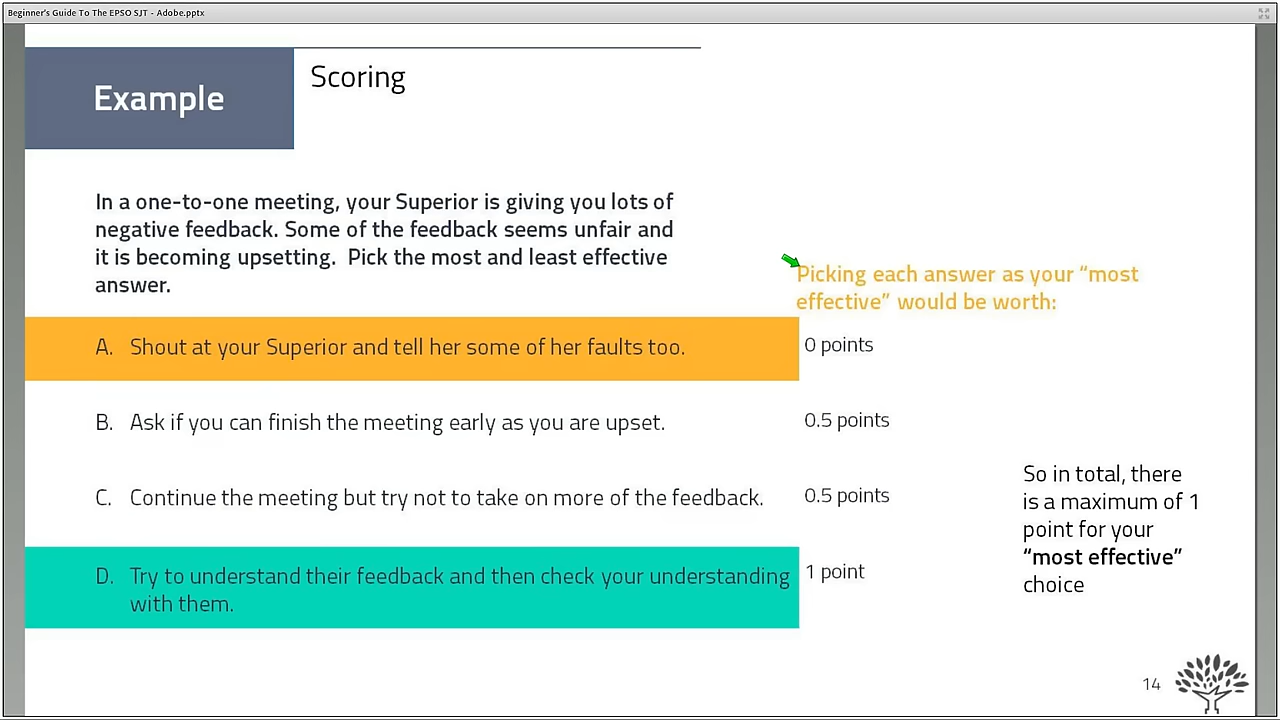 Beginner's Guide To The EPSO SJT - Adobe.pptx
Example
Scoring
In a one-to-one meeting, your Superior is giving you lots of
negative feedback. Some of the feedback seems unfair and
it is becoming upsetting.  Pick the most and least effective
answer.
Picking each answer as your “most
effective” would be worth:
A. Shout at your Superior and tell her some of her faults too.
0 points
B. Ask if you can finish the meeting early as you are upset.
0.5 points
C. Continue the meeting but try not to take on more of the feedback.
0.5 points
D. Try to understand their feedback and then check your understanding
with them.
1 point
So in total, there
is a maximum of 1
point for your
“most effective”
choice
14